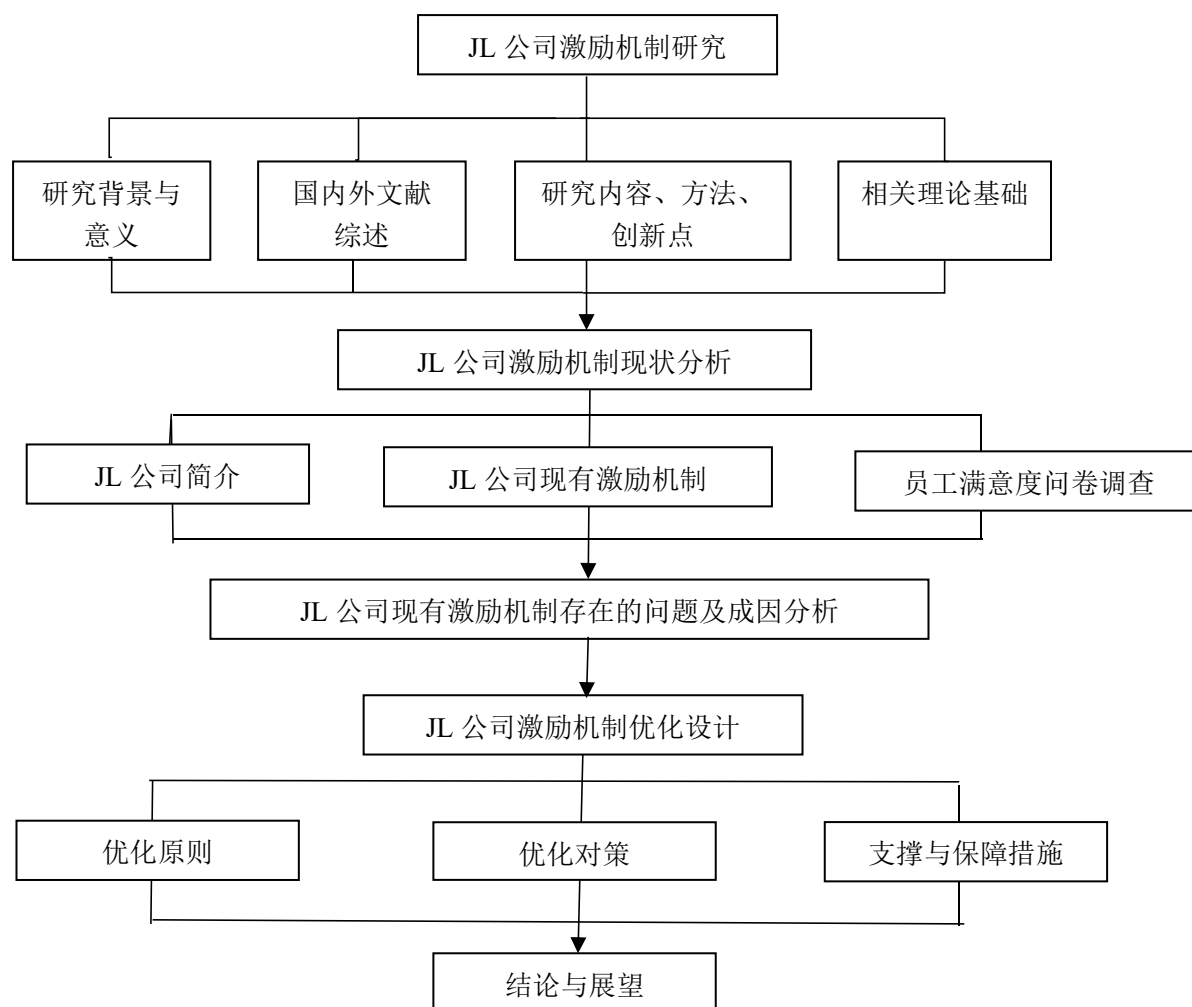 JL 公司激励机制研究
研究背景与
意义
国内外文献
综述
研究内容、方法、
创新点
相关理论基础
JL 公司激励机制现状分析
JL 公司简介
JL 公司现有激励机制
员工满意度问卷调查
JL 公司现有激励机制存在的问题及成因分析
JL 公司激励机制优化设计
优化原则
优化对策
支撑与保障措施
结论与展望